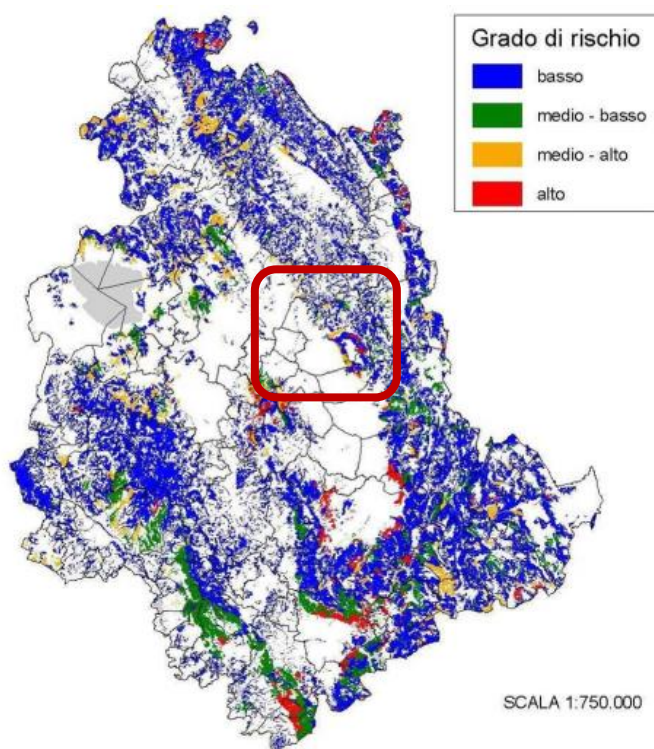 Grado di rischio
basso
medio - basso
medio - alto
alto
SCALA 1:750.000